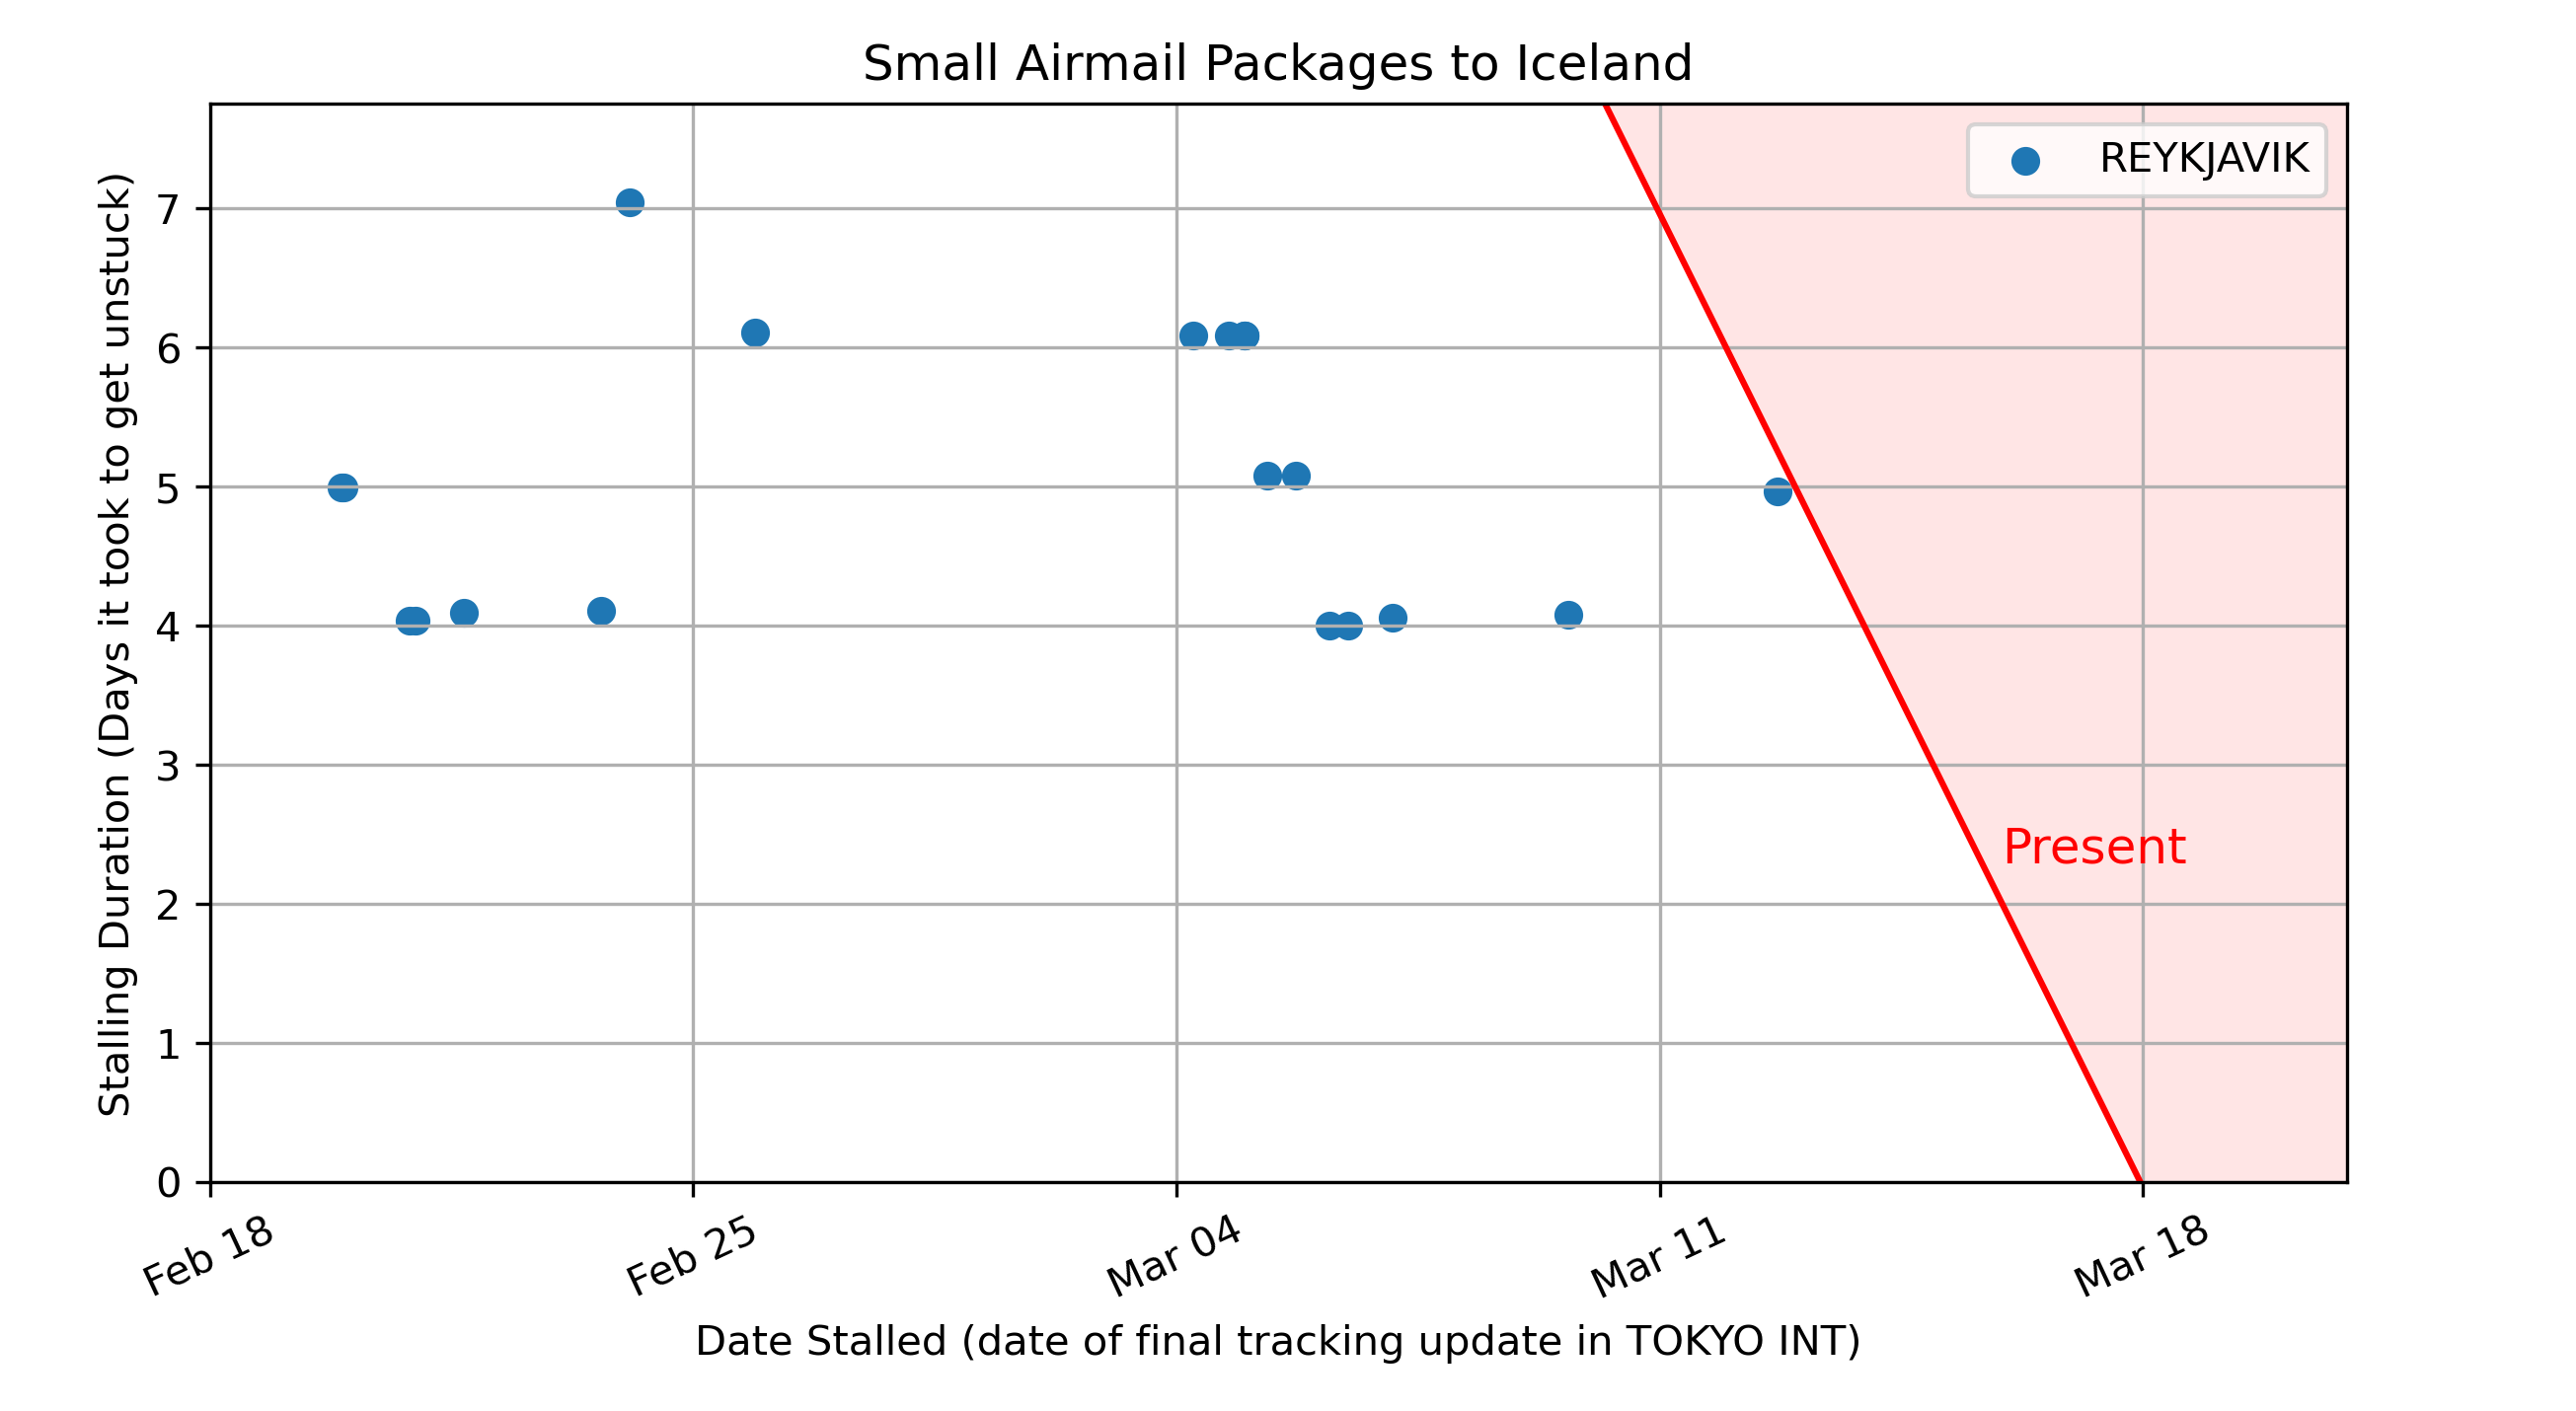 Small Airmail Packages to Iceland
REYKJAVIK
Stalling Duration (Days it took to get unstuck)
7
6
5
4
3
2
1
0
Present
Feb 18
Feb 25
Mar 04
Mar 11
Mar 18
Date Stalled (date of final tracking update in TOKYO INT)